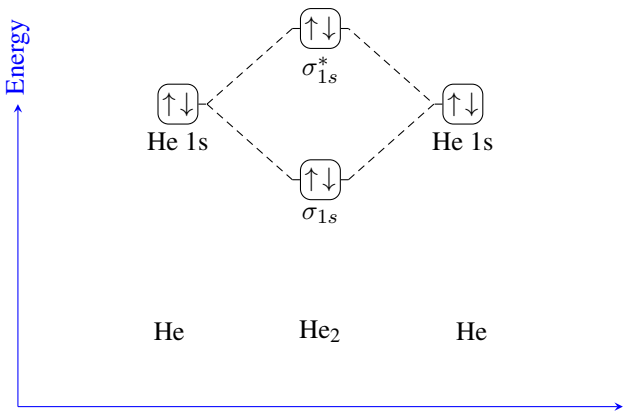 Energy
↑↓
σ*1s
↑↓
↑↓
He 1s
He 1s
↑↓
σ1s
He
He2
He